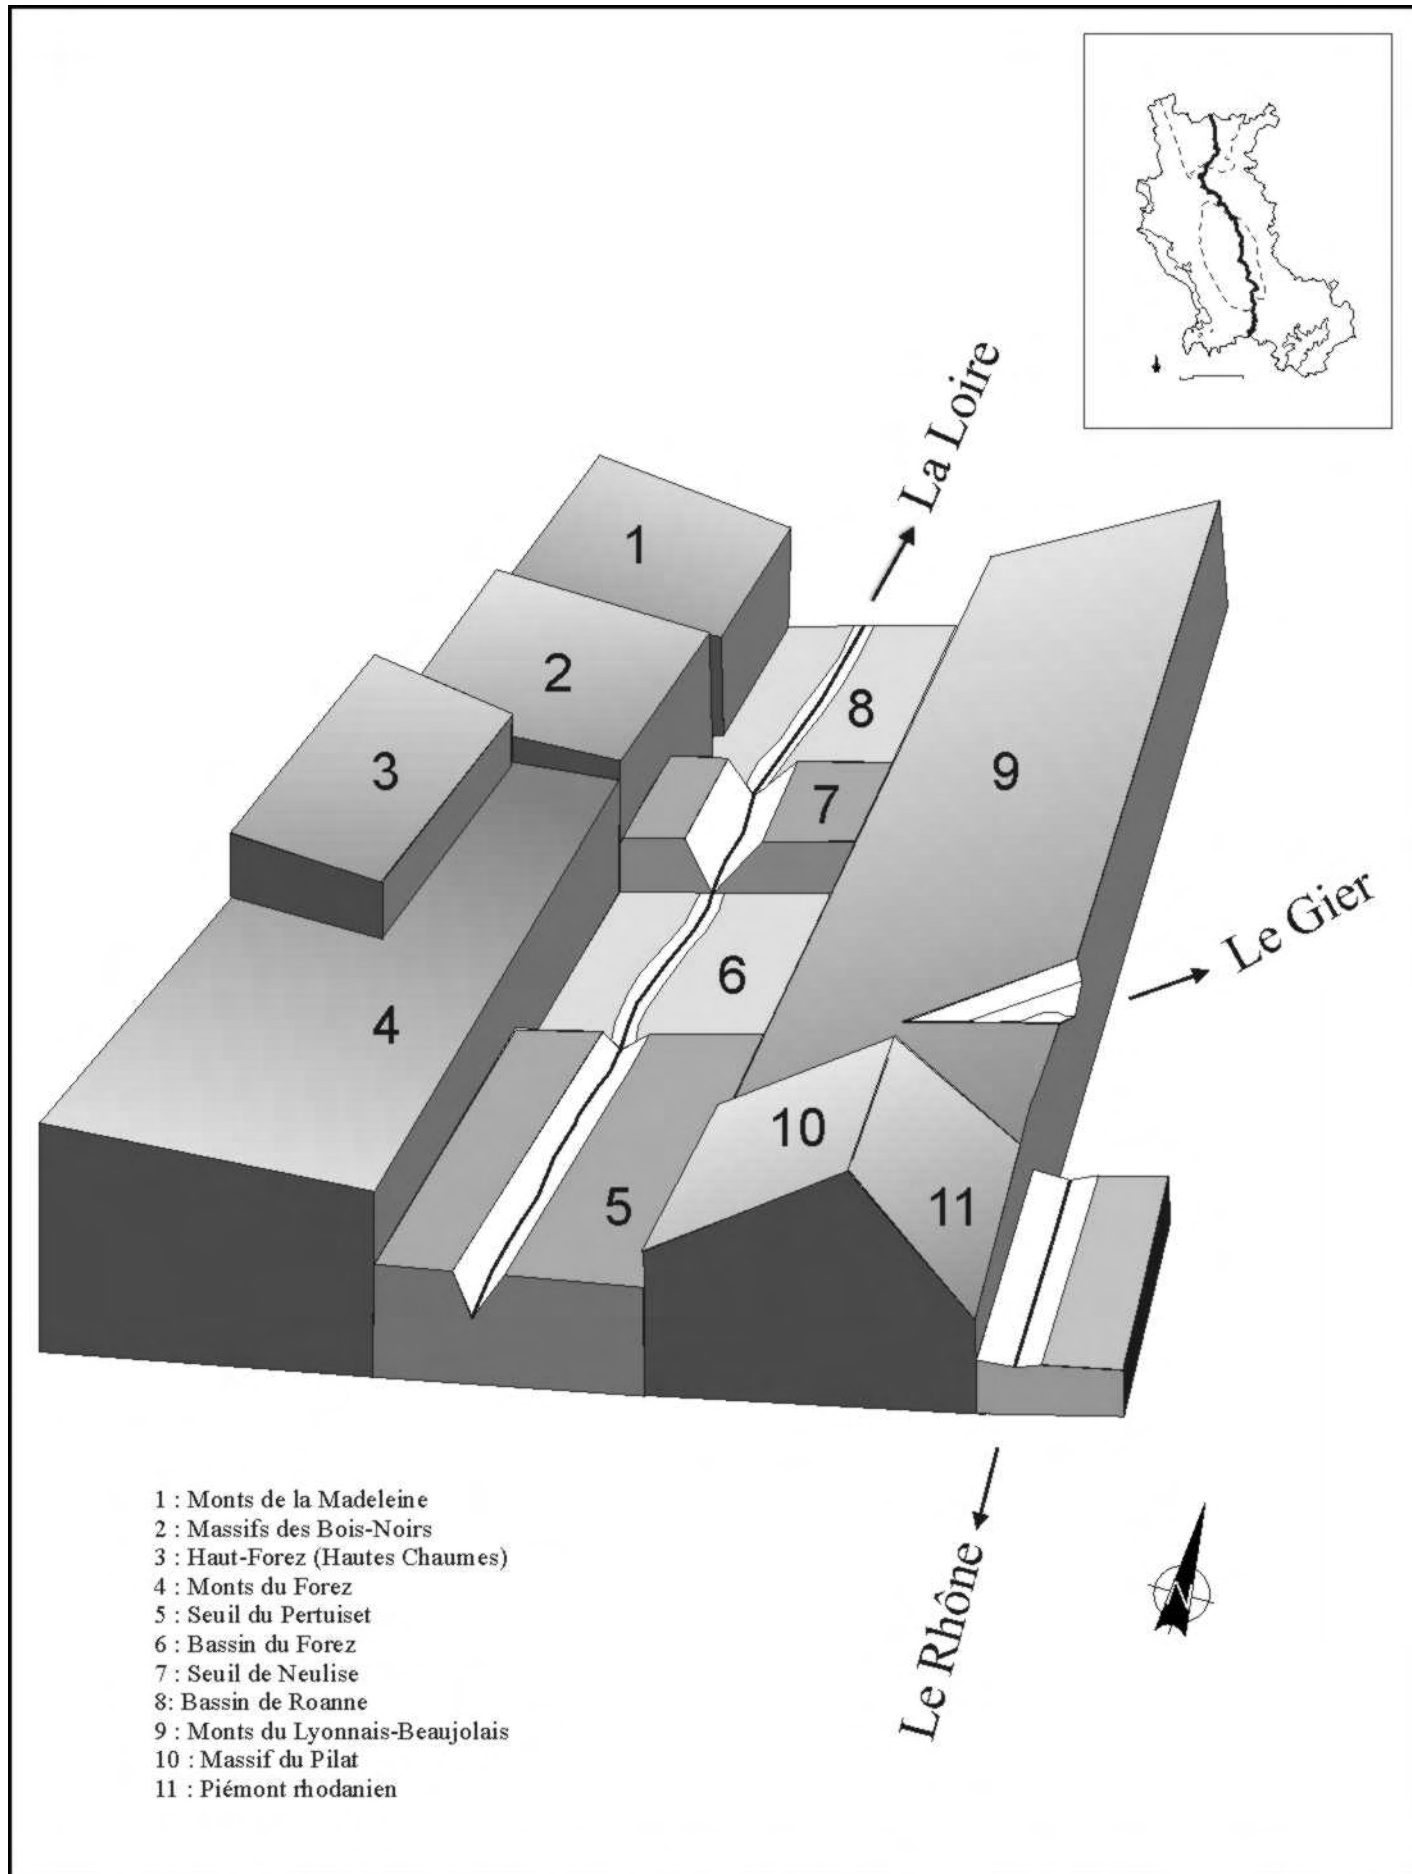 La Loire
1
2
8
3
7
9
Le Gier
6
4
10
5
11
1 : Monts de la Madeleine
2 : Massifs des Bois-Noirs
3 : Haut-Forez (Hautes Chaumes)
4 : Monts du Forez
5 : Seuil du Pertuiset
6 : Bassin du Forez
7 : Seuil de Neulise
8: Bassin de Roanne
9 : Monts du Lyonnais-Beaujolais
10 : Massif du Pilat
11 : Piémont rhodanien
Le Rhône
N